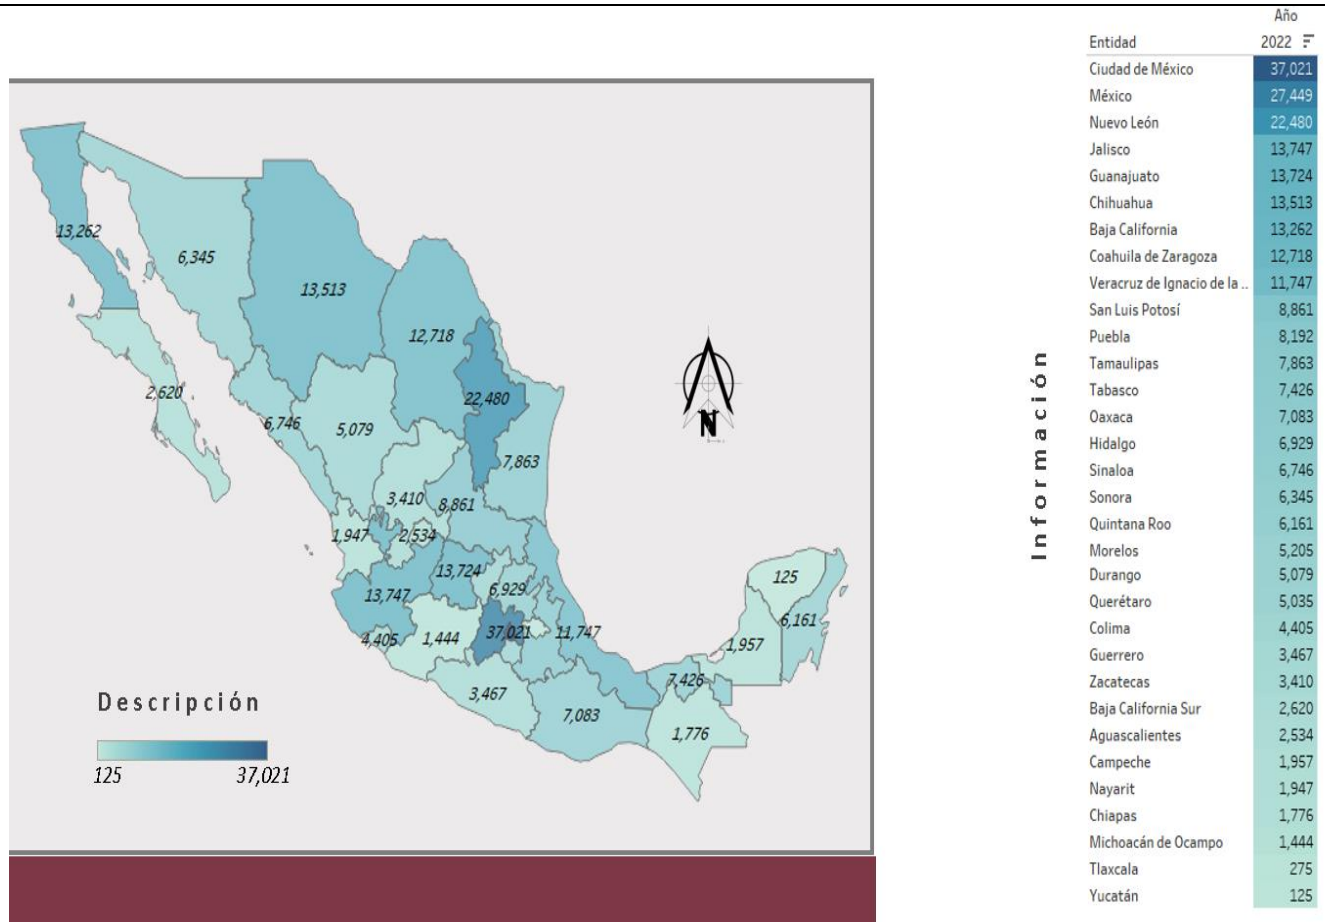 13,262
6,345
13,513
12,718
2,620
22,480
6,746
5,079
7,863
3,410
8,861
1,947
2,534
13,724
125
13,747
6,929
6,161
4,405
1,444
37,021
11,747
1,957
3,467
7,426
7,083
1,776
N
Descripción
125 37,021
Información
Año
Entidad 2022
Ciudad de México 37,021
México 27,449
Nuevo León 22,480
Jalisco 13,747
Guanajuato 13,724
Chihuahua 13,513
Baja California 13,262
Coahuila de Zaragoza 12,718
Veracruz de Ignacio de la .. 11,747
San Luis Potosí 8,861
Puebla 8,192
Tamaulipas 7,863
Tabasco 7,426
Oaxaca 7,083
Hidalgo 6,929
Sinaloa 6,746
Sonora 6,345
Quintana Roo 6,161
Morelos 5,205
Durango 5,079
Querétaro 5,035
Colima 4,405
Guerrero 3,467
Zacatecas 3,410
Baja California Sur 2,620
Aguascalientes 2,534
Campeche 1,957
Nayarit 1,947
Chiapas 1,776
Michoacán de Ocampo 1,444
Tlaxcala 275
Yucatán 125